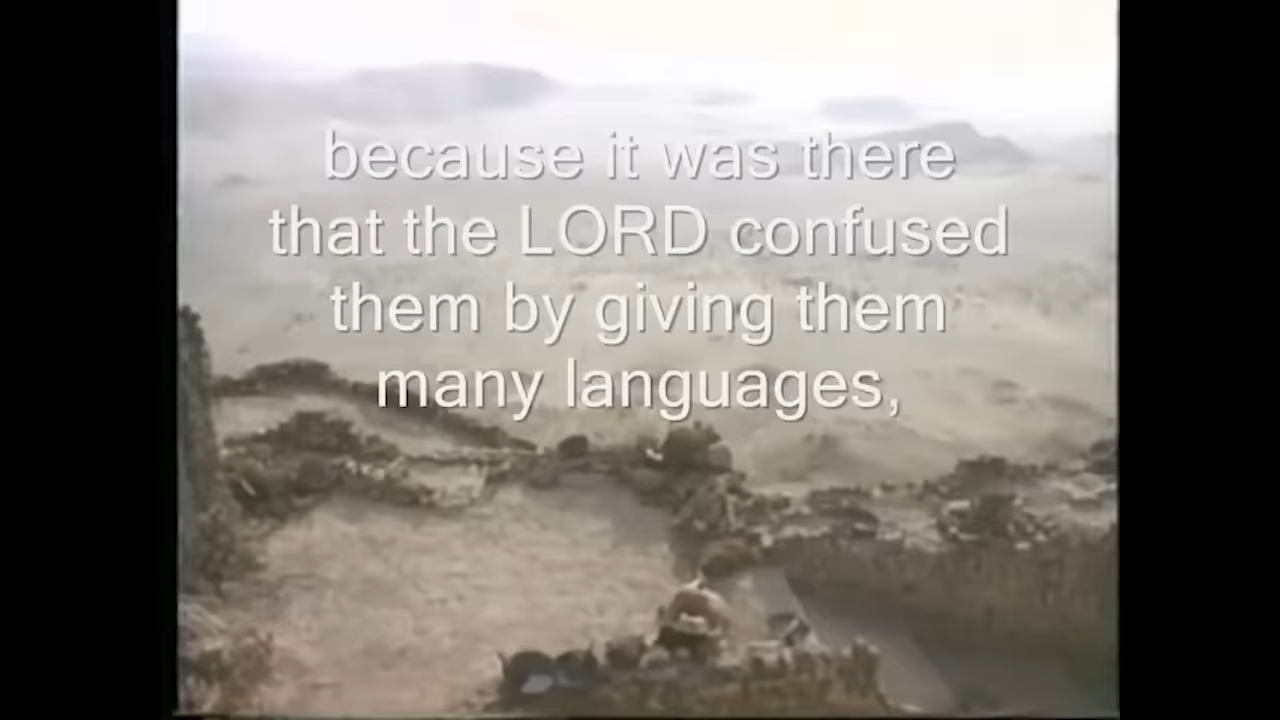 because it was there
that the LORD confused
them by giving them
many languages,